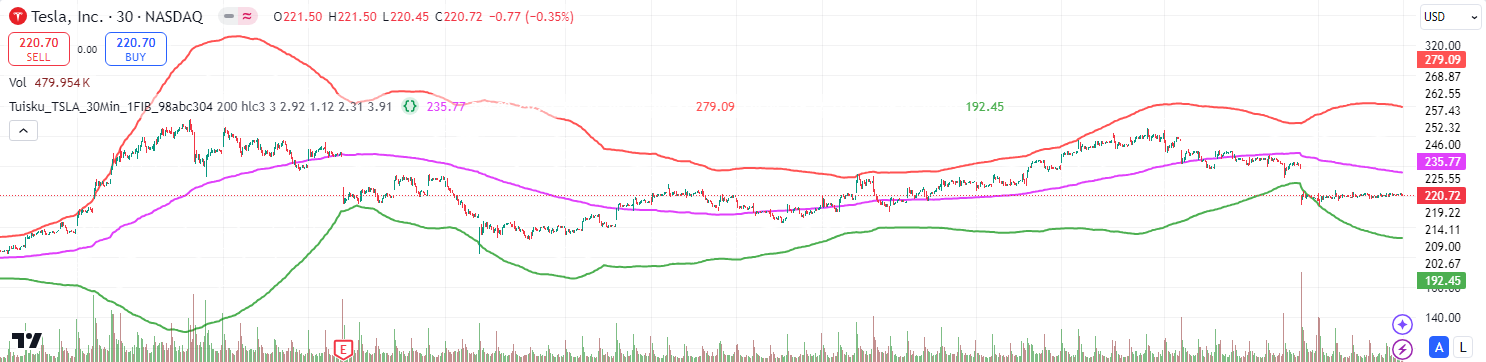 Tesla, Inc. · 30 · NASDAQ O221.50 H221.50 L220.45 C220.72 −0.77 (−0.35%)
USD
220.70 SELL
0.00
220.70 BUY
Vol 479.954K
Tuisku_TSLA_30Min_1FIB_98abc304 200 hlc3 3 2.92 1.12 2.31 3.91 {} 235.77 279.09 192.45
320.00
279.09
268.87
262.55
257.43
252.32
246.00
235.77
225.55
220.72
219.22
214.11
209.00
202.67
192.45
140.00
E
A L